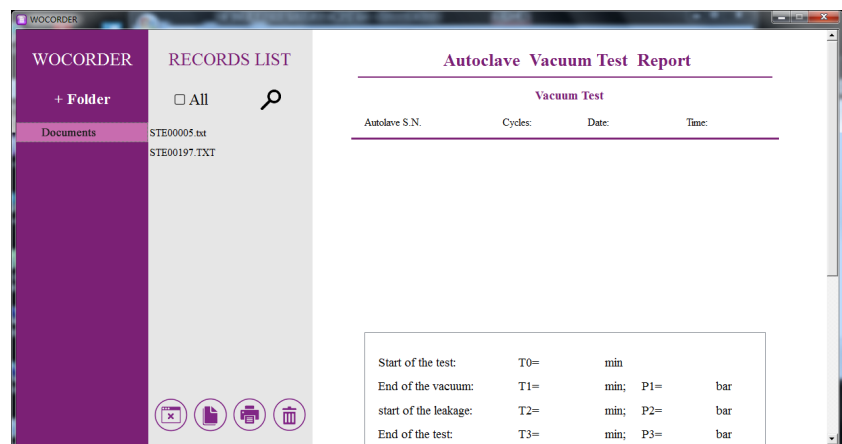 WOCORDER
WOCORDER
+ Folder
Documents
RECORDS LIST
All
STE00005.txt
STE00197.TXT
Autoclave Vacuum Test Report
Vacuum Test
Autolave S.N. Cycles: Date: Time:
Start of the test: T0= min
End of the vacuum: T1= min; P1= bar
start of the leakage: T2= min; P2= bar
End of the test: T3= min; P3= bar